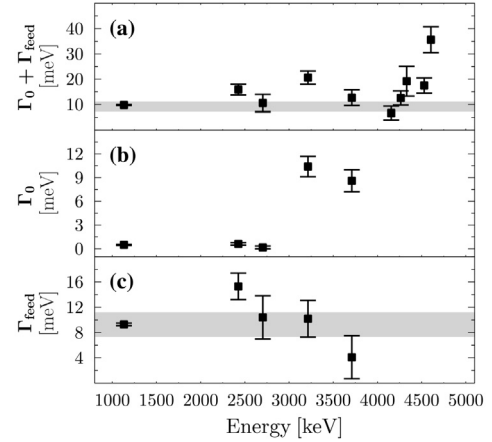 (a)
Γ₀ + Γfeed
[meV]
40
30
20
10
(b)
Γ₀
[meV]
12
9
6
3
0
(c)
Γfeed
[meV]
16
12
8
4
1000 1500 2000 2500 3000 3500 4000 4500 5000
Energy [keV]